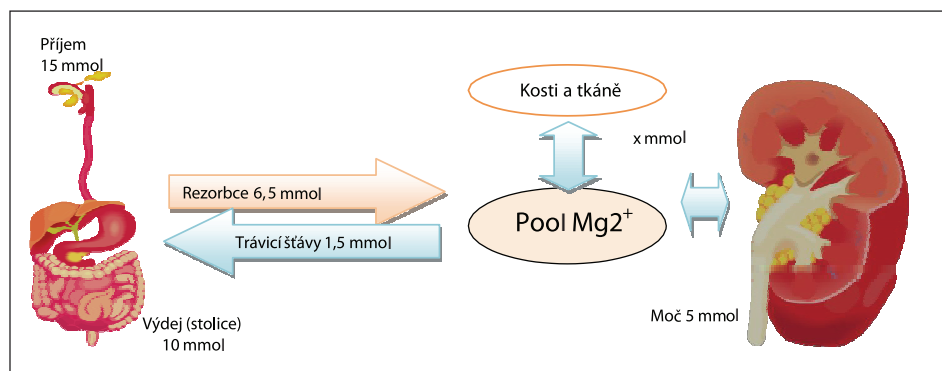 Příjem
15 mmol
Kosti a tkáně
x mmol
Rezorbce 6,5 mmol
Pool Mg2+
Trávicí šťávy 1,5 mmol
Výdej (stolice)
10 mmol
Moč 5 mmol